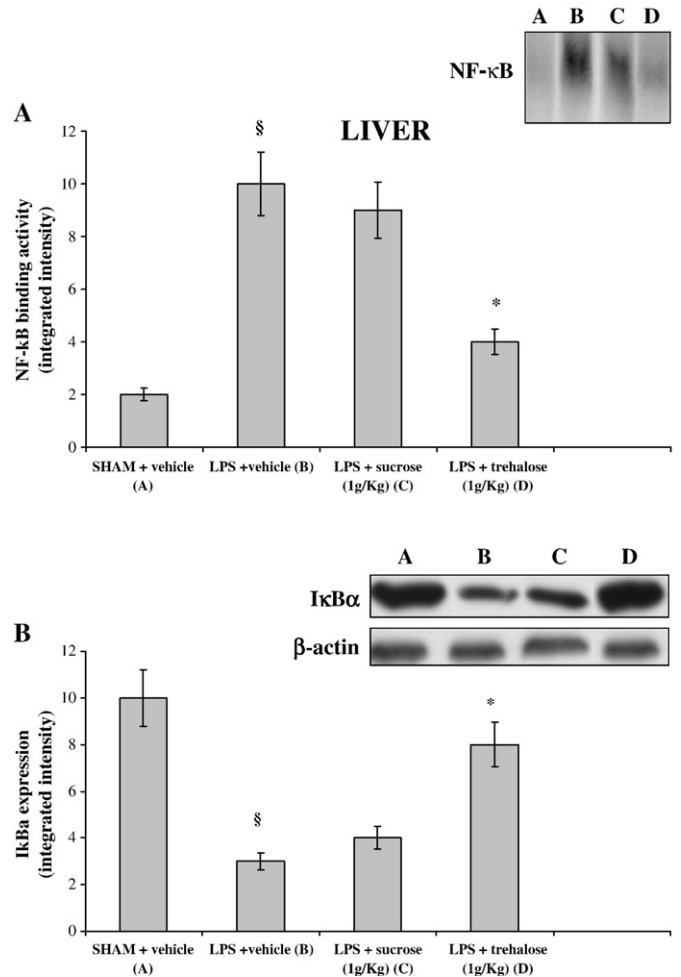 A B C D
NF-κB
A
LIVER
NF-kB binding activity
(integrated intensity)
12
10
8
6
4
2
0
§
*
SHAM + vehicle
(A)
LPS +vehicle (B)
LPS + sucrose
(1g/Kg) (C)
LPS + trehalose
(1g/Kg) (D)
A B C D
IκBα
β-actin
B
IkBa expression
(integrated intensity)
12
10
8
6
4
2
0
§
*
SHAM + vehicle
(A)
LPS +vehicle (B)
LPS + sucrose
(1g/Kg) (C)
LPS + trehalose
(1g/Kg) (D)